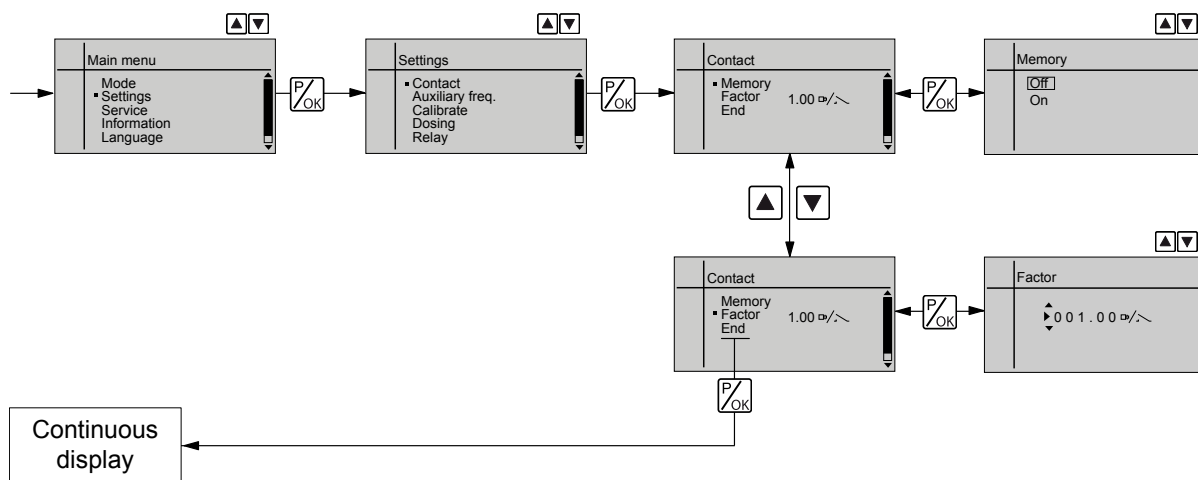 Main menu
Mode
Settings
Service
Information
Language
P/OK
Settings
Contact
Auxiliary freq.
Calibrate
Dosing
Relay
P/OK
Contact
Memory
Factor 1.00
End
P/OK
Memory
Off
On
Contact
Memory
Factor 1.00
End
P/OK
Factor
001.00
P/OK
Continuous
display